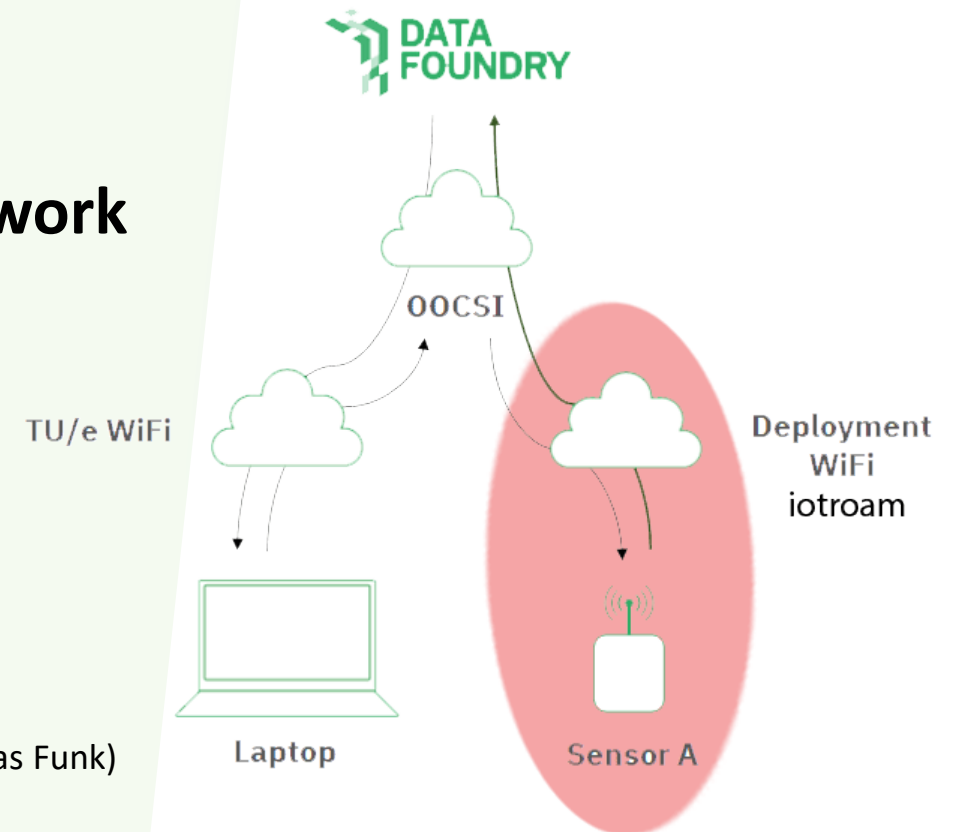 DATA
FOUNDRY
work
OOCSI
TU/e WiFi
Deployment
WiFi
iotroam
Laptop
Sensor A
as Funk)